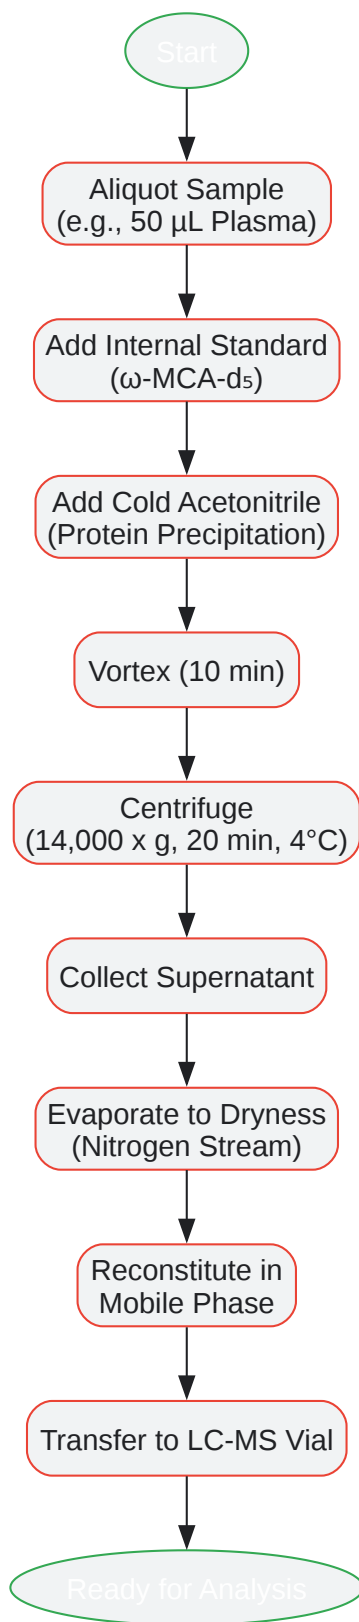 Start
Aliquot Sample
(e.g., 50 µL Plasma)
Add Internal Standard
(ω-MCA-d₅)
Add Cold Acetonitrile
(Protein Precipitation)
Vortex (10 min)
Centrifuge
(14,000 x g, 20 min, 4°C)
Collect Supernatant
Evaporate to Dryness
(Nitrogen Stream)
Reconstitute in
Mobile Phase
Transfer to LC-MS Vial
Ready for Analysis